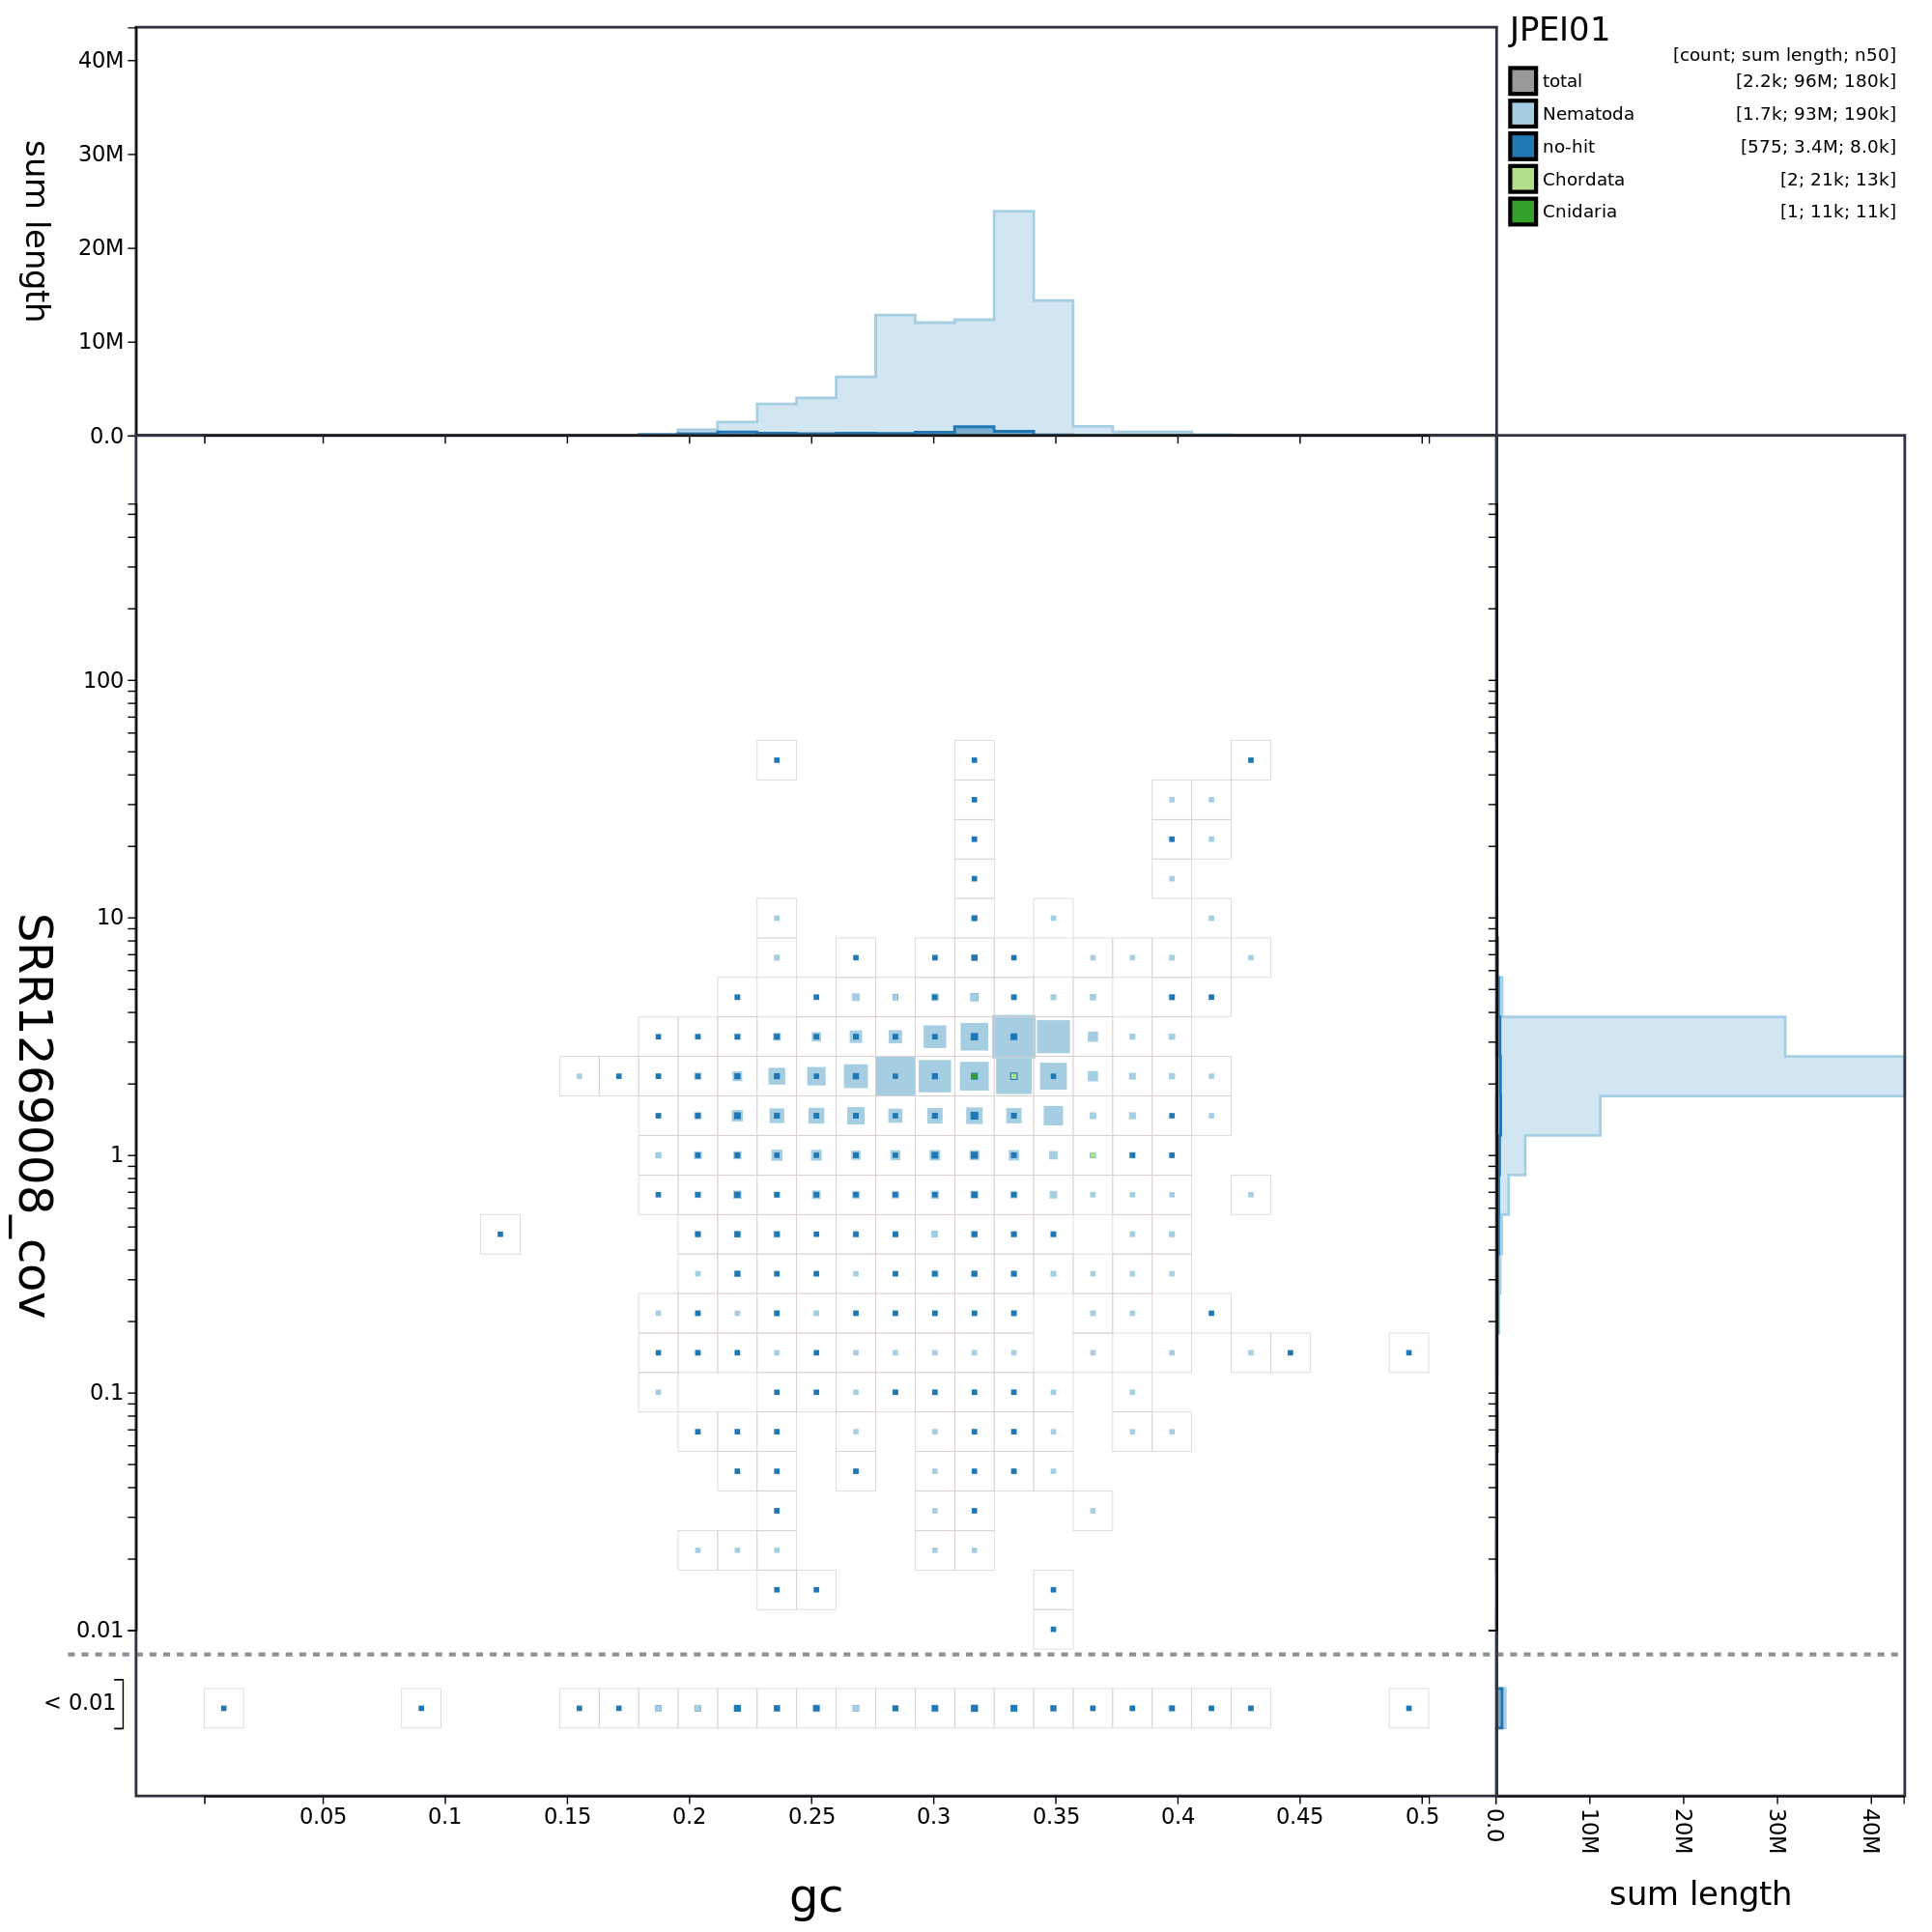 JPEI01
[count; sum length; n50]
total [2.2k; 96M; 180k]
Nematoda [1.7k; 93M; 190k]
no-hit [575; 3.4M; 8.0k]
Chordata [2; 21k; 13k]
Cnidaria [1; 11k; 11k]
sum length
40M
30M
20M
10M
0.0
SRR1269008_cov
100
10
1
0.1
0.01
< 0.01
0.05 0.1 0.15 0.2 0.25 0.3 0.35 0.4 0.45 0.5
gc
0.0 10M 20M 30M 40M
sum length